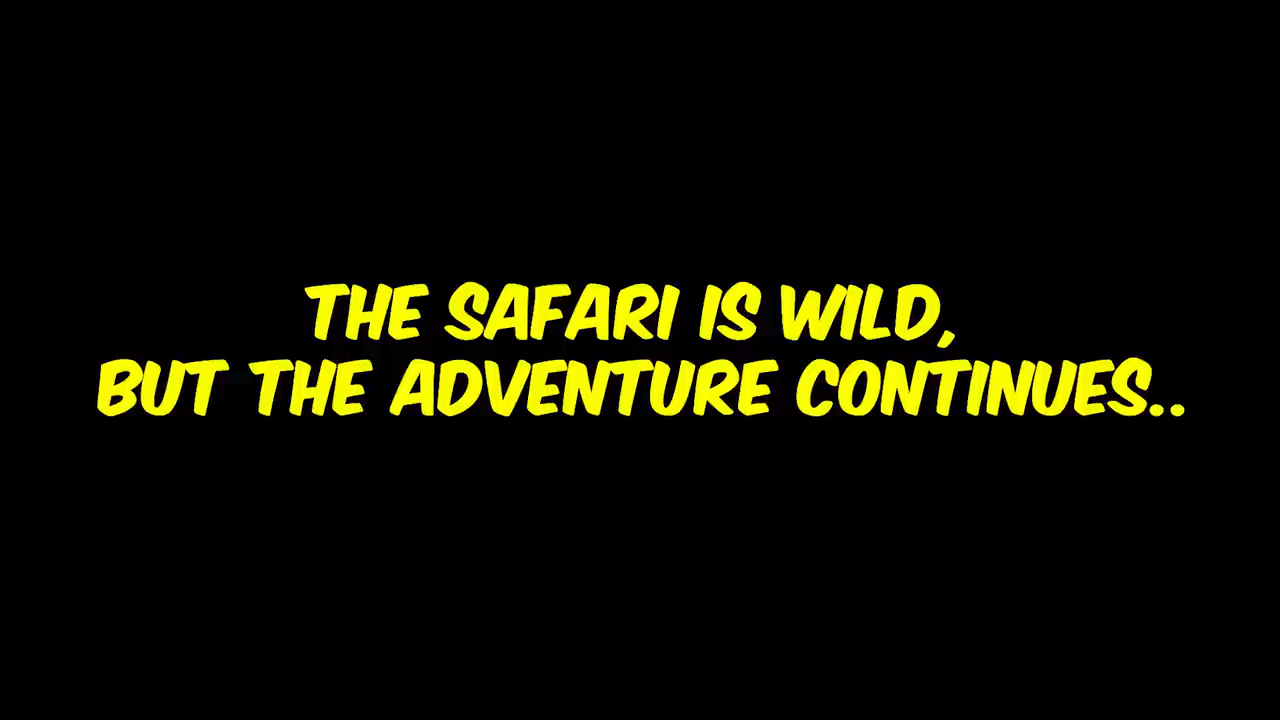 THE SAFARI IS WILD,
BUT THE ADVENTURE CONTINUES..